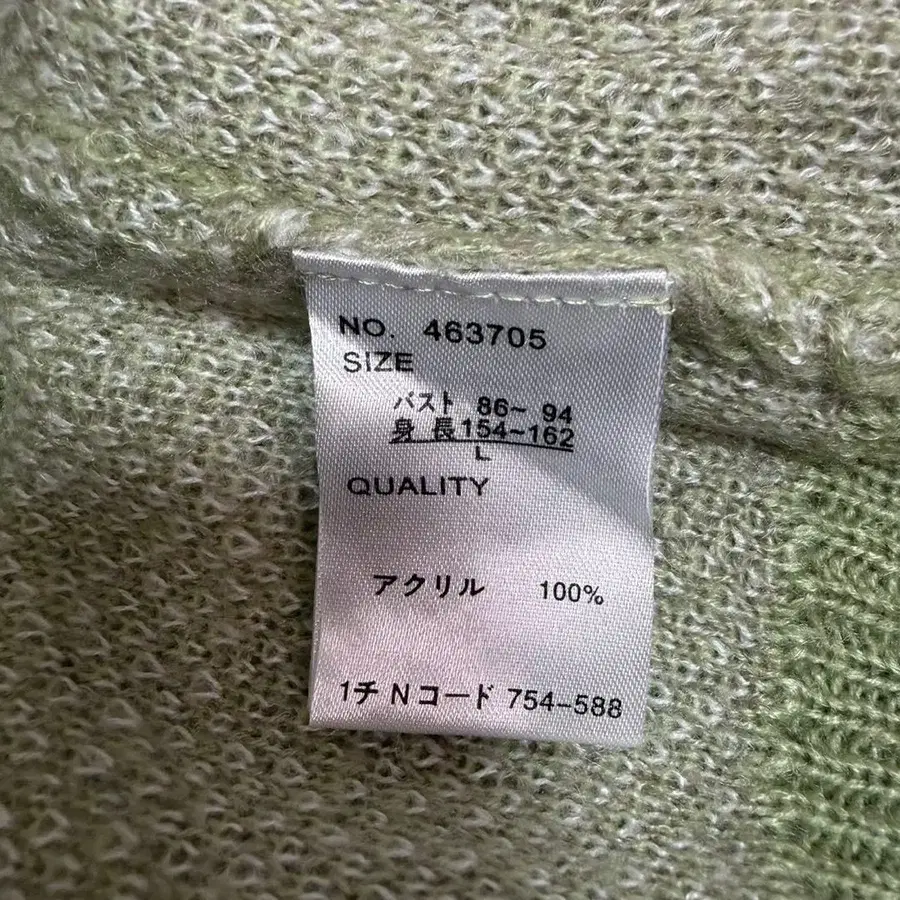 NO. 463705
SIZE
バスト 86~ 94
身 長154~162
L
QUALITY
アクリル 100%
1チNコード 754-588